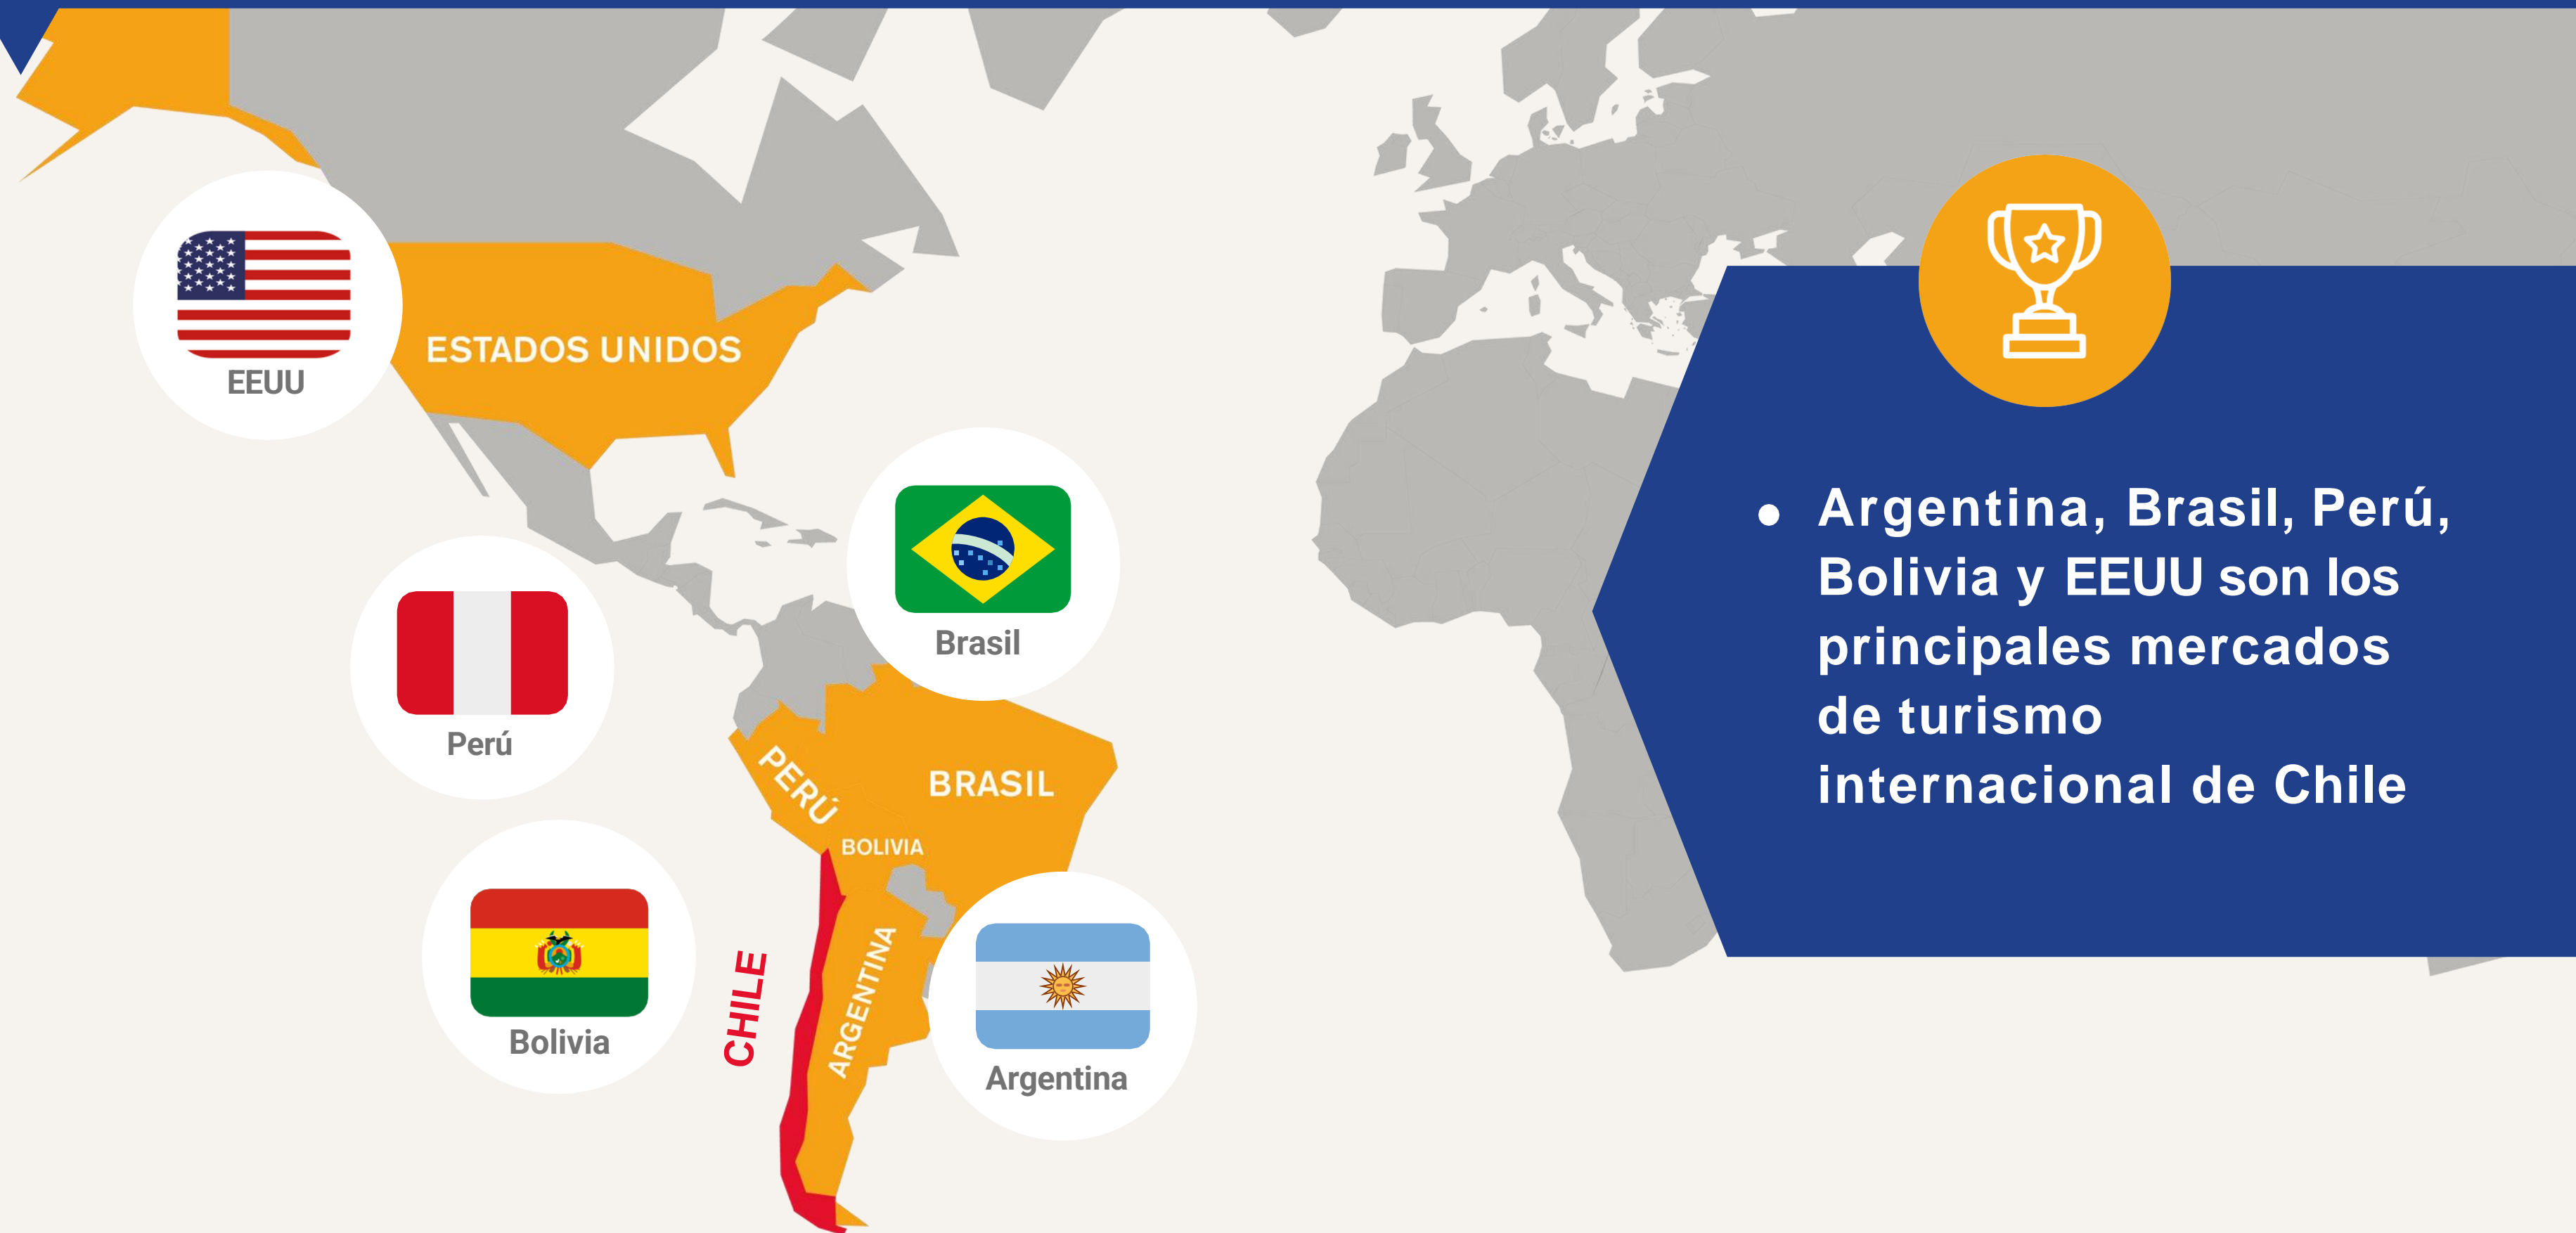 EEUU
ESTADOS UNIDOS
Brasil
Perú
PERÚ
BRASIL
BOLIVIA
Bolivia
CHILE
ARGENTINA
Argentina
• Argentina, Brasil, Perú,
Bolivia y EEUU son los
principales mercados
de turismo
internacional de Chile